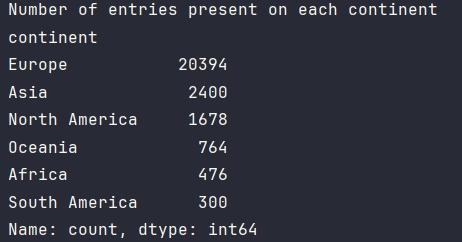 Number of entries present on each continent
continent
Europe           20394
Asia              2400
North America     1678
Oceania            764
Africa             476
South America      300
Name: count, dtype: int64